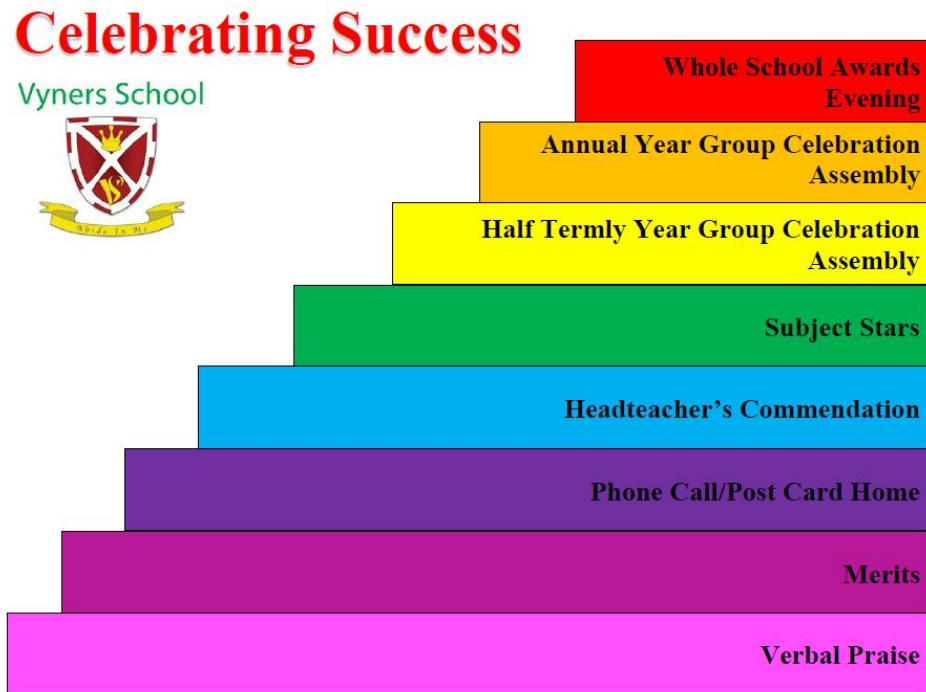 Celebrating Success
Vyners School
Abide In Me
Whole School Awards
Evening
Annual Year Group Celebration
Assembly
Half Termly Year Group Celebration
Assembly
Subject Stars
Headteacher’s Commendation
Phone Call/Post Card Home
Merits
Verbal Praise